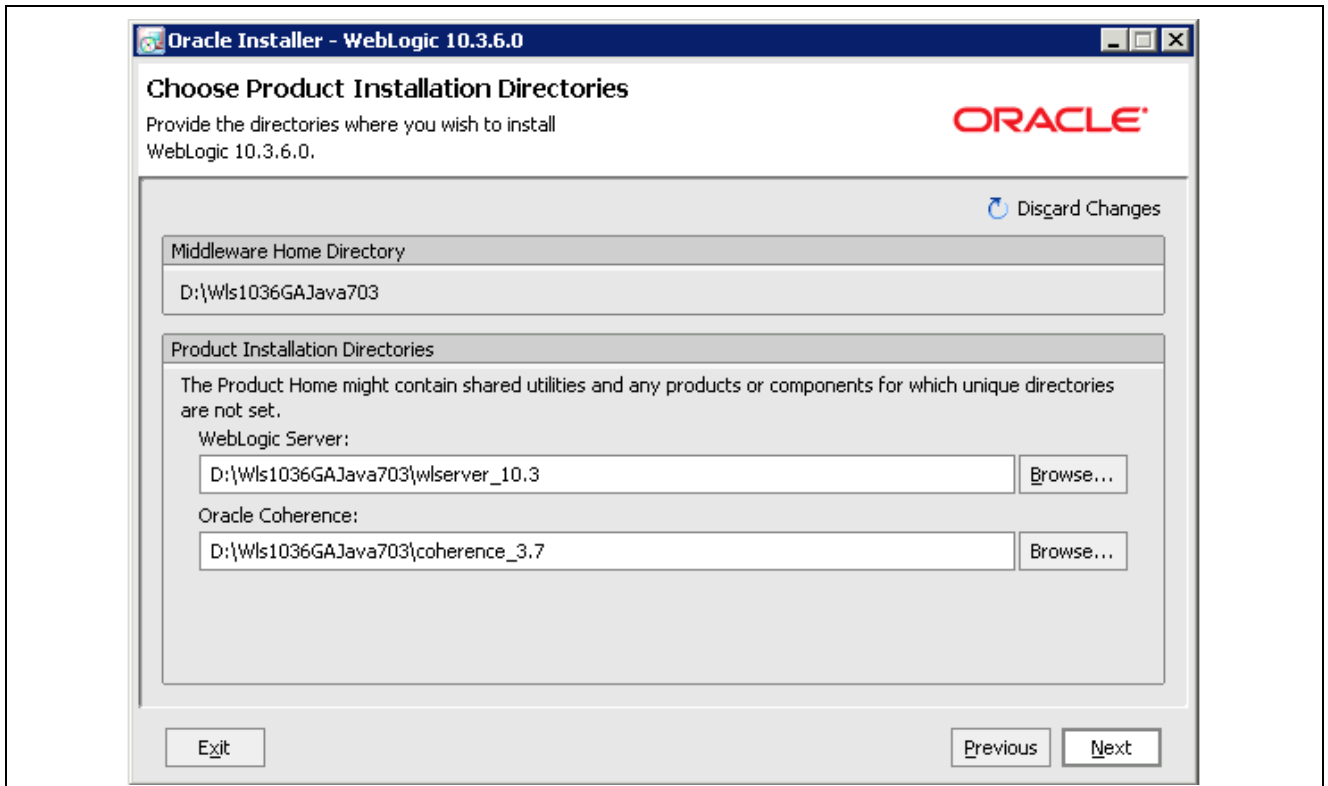 Oracle Installer - WebLogic 10.3.6.0
Choose Product Installation Directories
Provide the directories where you wish to install
WebLogic 10.3.6.0.
ORACLE
Discard Changes
Middleware Home Directory
D:\Wls1036GAJava703
Product Installation Directories
The Product Home might contain shared utilities and any products or components for which unique directories
are not set.
WebLogic Server:
D:\Wls1036GAJava703\wlserver_10.3
Browse...
Oracle Coherence:
D:\Wls1036GAJava703\coherence_3.7
Browse...
Exit
Previous
Next